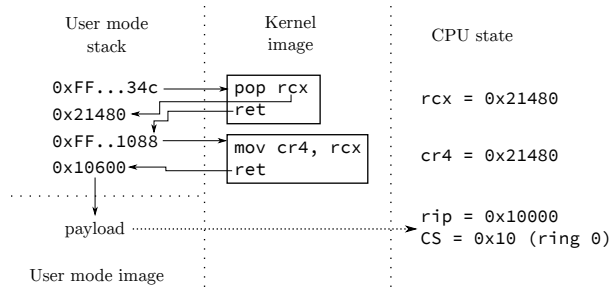 User mode
stack
Kernel
image
CPU state
0xFF...34c
0x21480
0xFF..1088
0x10600
pop rcx
ret
mov cr4, rcx
ret
rcx = 0x21480
cr4 = 0x21480
payload
rip = 0x10000
CS = 0x10 (ring 0)
User mode image